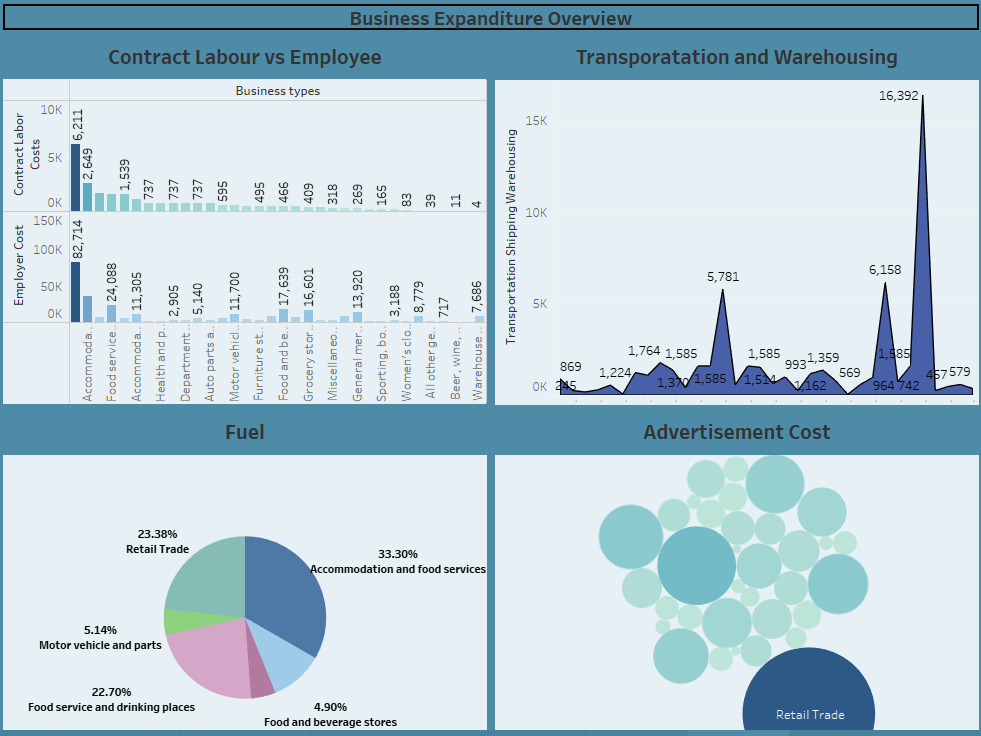 Business Expenditure Overview
Contract Labour vs Employee
Business types
Contract Labor
Costs
10K
5K
0K
6,211
2,649
1,539
737
737
737
595
495
466
409
318
269
165
83
39
11
4
Employer Cost
150K
100K
50K
0K
82,714
24,088
11,305
2,905
5,140
11,700
17,639
16,601
13,920
3,188
8,779
717
7,686
Accommoda..
Food service..
Accommoda..
Health and p..
Department ..
Auto parts a..
Motor vehicl..
Furniture st..
Food and be..
Grocery stor..
Miscellaneo..
General mer..
Sporting, bo..
Women's clo..
All other ge..
Beer, wine, ..
Warehouse ..
Transporatation and Warehousing
Transportation Shipping Warehousing
15K
10K
5K
0K
869
245
1,224
1,764
1,370
1,585
1,585
5,781
1,514
1,585
993
1,162
1,359
569
964
6,158
1,585
742
16,392
457
579
Fuel
23.38%
Retail Trade
33.30%
Accommodation and food services
5.14%
Motor vehicle and parts
22.70%
Food service and drinking places
4.90%
Food and beverage stores
Advertisement Cost
Retail Trade